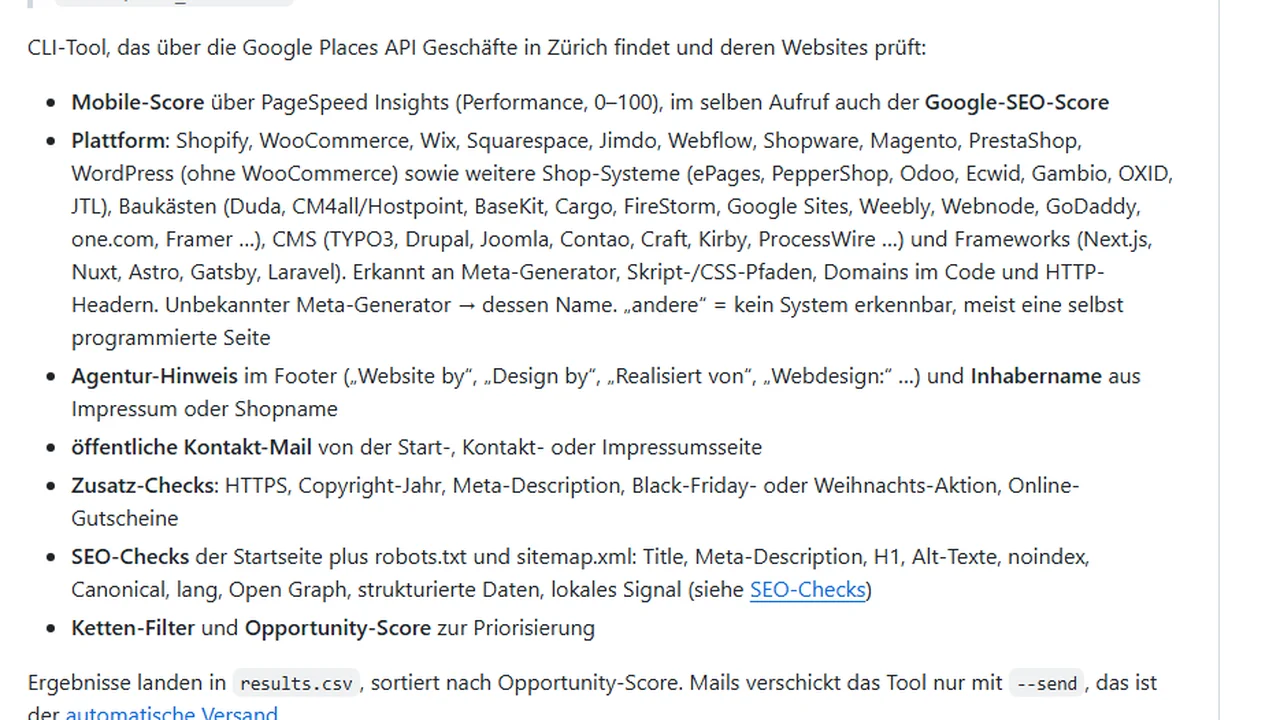 CLI-Tool, das über die Google Places API Geschäfte in Zürich findet und deren Websites prüft:
Mobile-Score über PageSpeed Insights (Performance, 0–100), im selben Aufruf auch der Google-SEO-Score
Plattform: Shopify, WooCommerce, Wix, Squarespace, Jimdo, Webflow, Shopware, Magento, PrestaShop,
WordPress (ohne WooCommerce) sowie weitere Shop-Systeme (ePages, PepperShop, Odoo, Ecwid, Gambio, OXID,
JTL), Baukästen (Duda, CM4all/Hostpoint, BaseKit, Cargo, FireStorm, Google Sites, Weebly, Webnode, GoDaddy,
one.com, Framer ...), CMS (TYPO3, Drupal, Joomla, Contao, Craft, Kirby, ProcessWire ...) und Frameworks (Next.js,
Nuxt, Astro, Gatsby, Laravel). Erkannt an Meta-Generator, Skript-/CSS-Pfaden, Domains im Code und HTTP-
Headern. Unbekannter Meta-Generator → dessen Name. „andere“ = kein System erkennbar, meist eine selbst
programmierte Seite
Agentur-Hinweis im Footer („Website by“, „Design by“, „Realisiert von“, „Webdesign:“ ...) und Inhabername aus
Impressum oder Shopname
öffentliche Kontakt-Mail von der Start-, Kontakt- oder Impressumsseite
Zusatz-Checks: HTTPS, Copyright-Jahr, Meta-Description, Black-Friday- oder Weihnachts-Aktion, Online-
Gutscheine
SEO-Checks der Startseite plus robots.txt und sitemap.xml: Title, Meta-Description, H1, Alt-Texte, noindex,
Canonical, lang, Open Graph, strukturierte Daten, lokales Signal (siehe SEO-Checks)
Ketten-Filter und Opportunity-Score zur Priorisierung
Ergebnisse landen in results.csv, sortiert nach Opportunity-Score. Mails verschickt das Tool nur mit --send, das ist
der automatische Versand